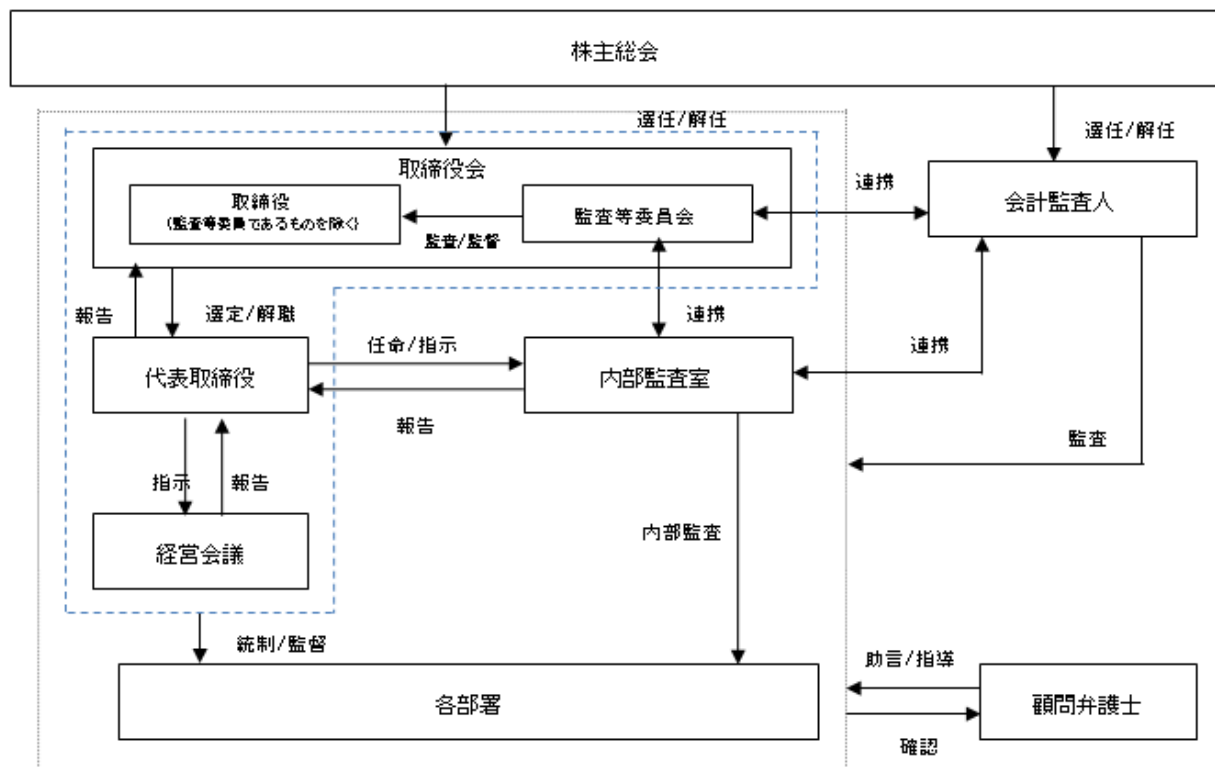 株主総会
選任/解任
選任/解任
取締役会
連携
会計監査人
取締役
(監査等委員であるものを除く)
監査等委員会
監査/監督
報告
選定/解職
連携
任命/指示
連携
代表取締役
内部監査室
報告
監査
指示
報告
内部監査
経営会議
統制/監督
助言/指導
各部署
顧問弁護士
確認